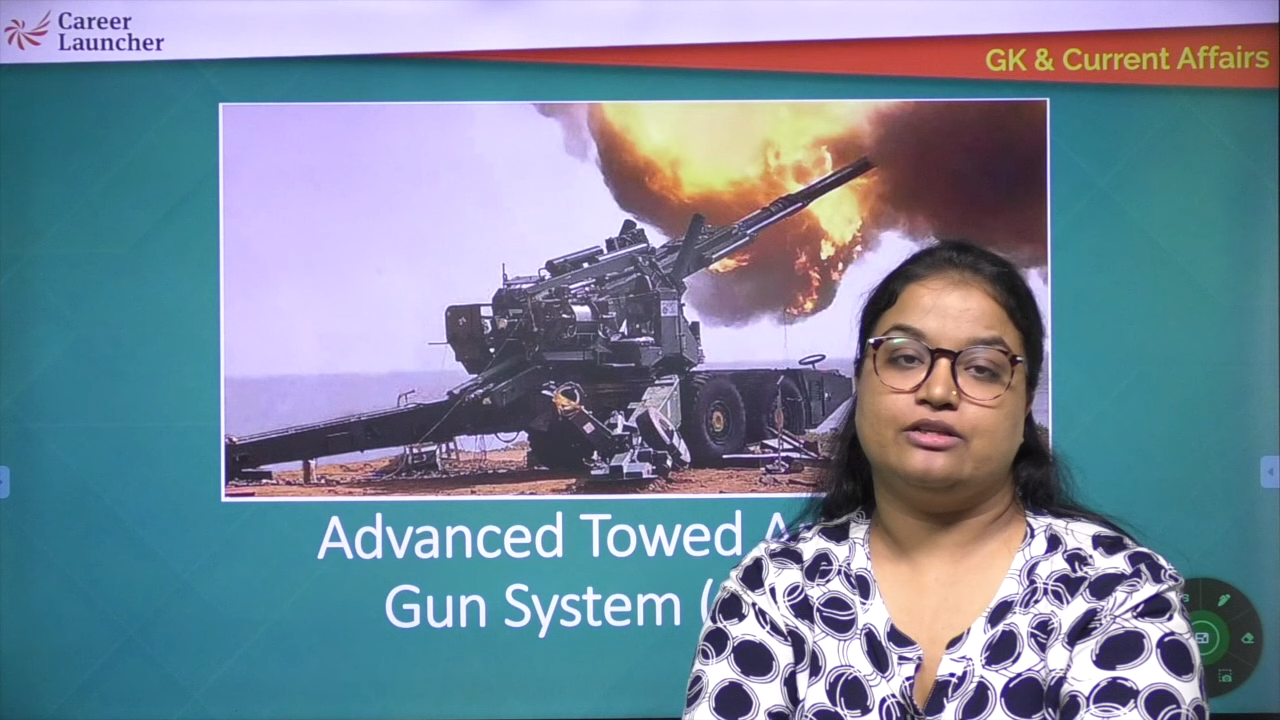 Career
Launcher
GK & Current Affairs
Advanced Towed
Gun System (